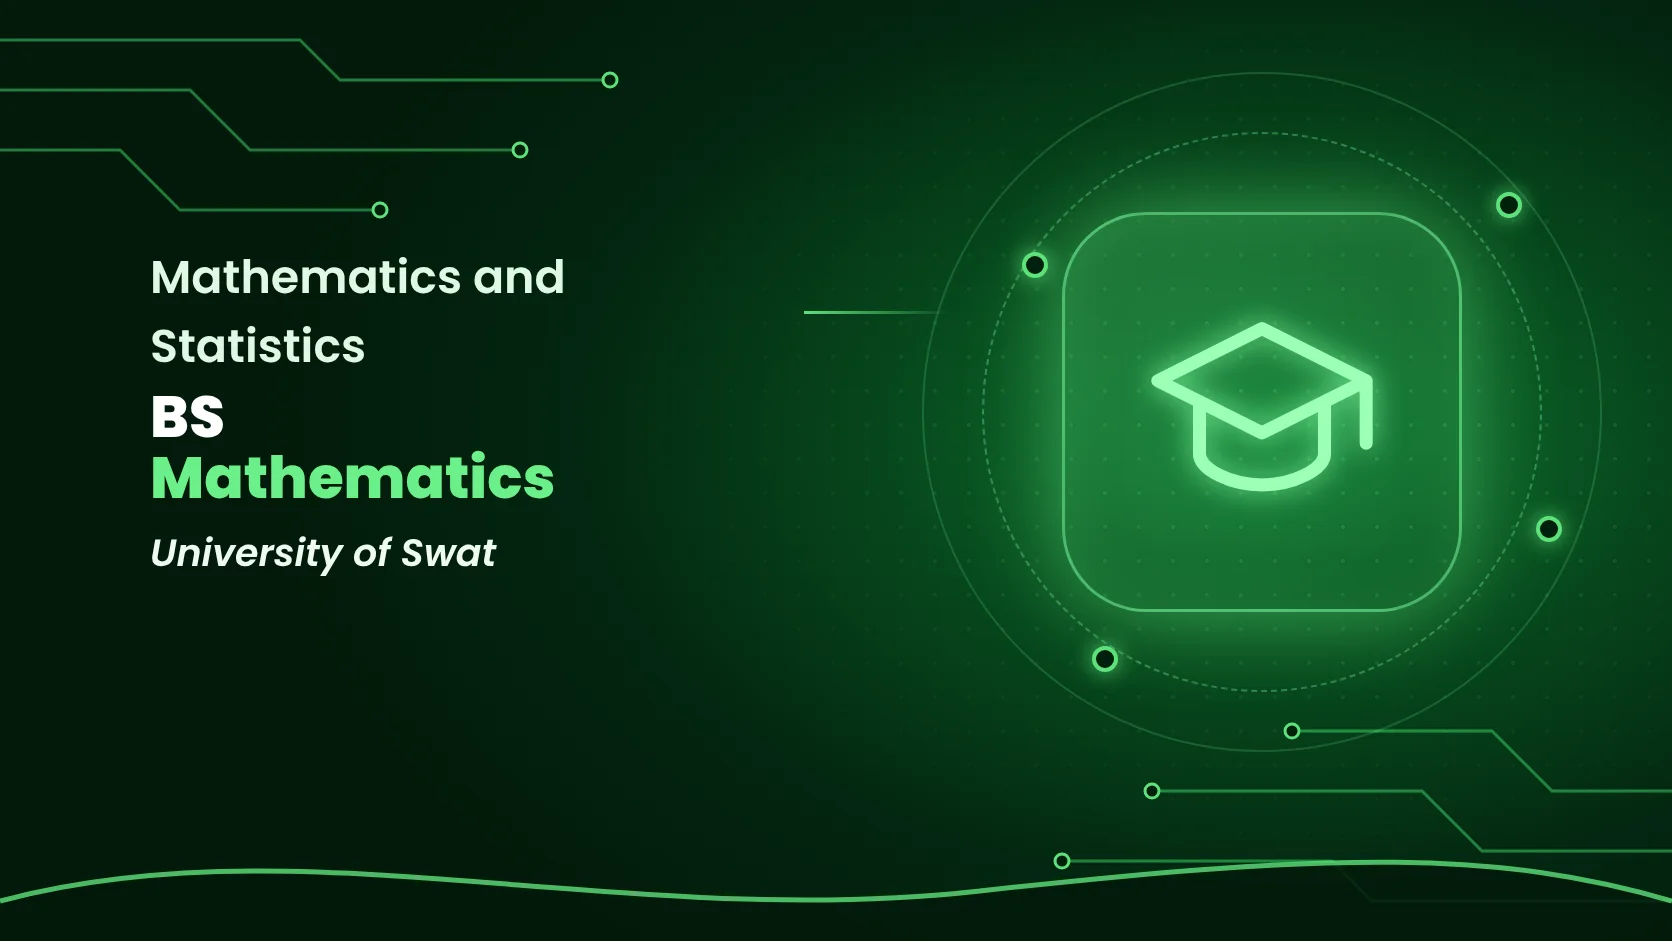 Mathematics and
Statistics
BS
Mathematics
University of Swat